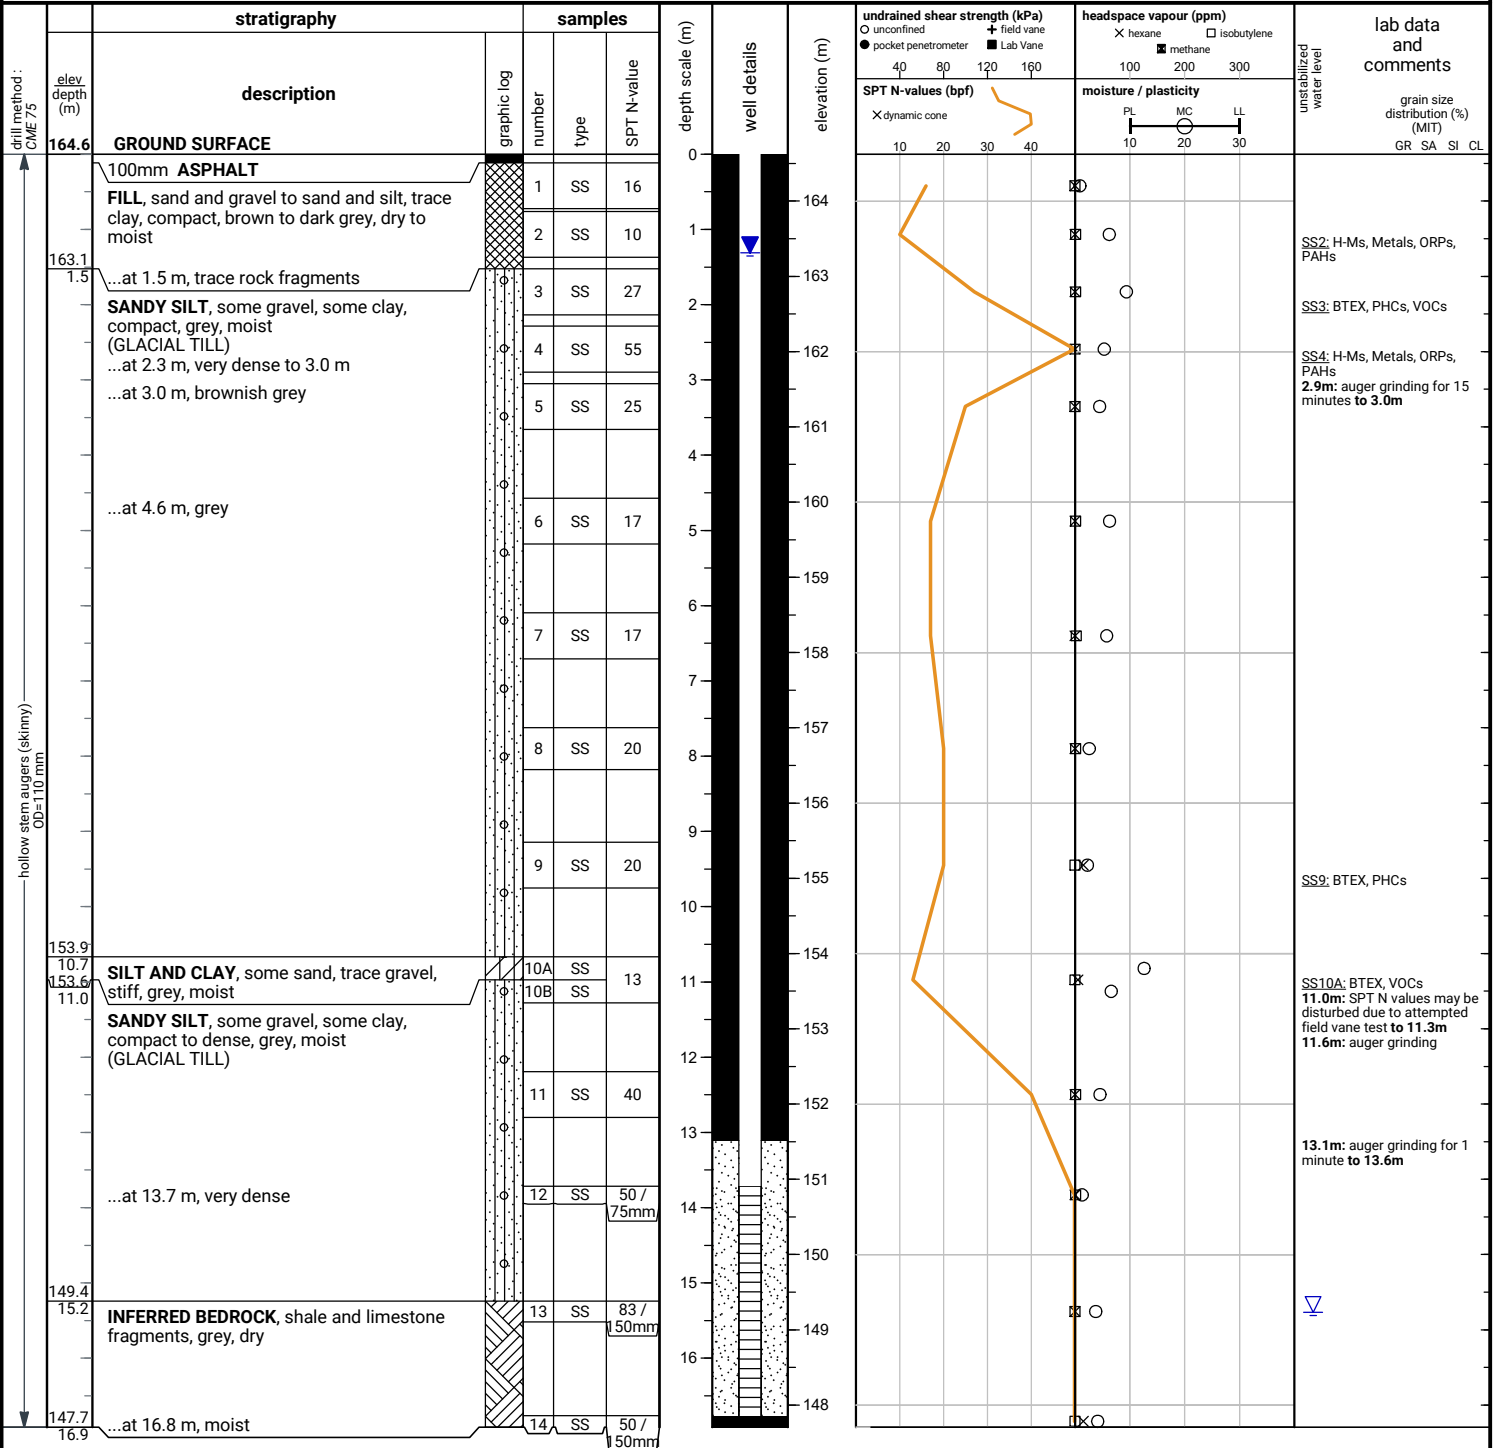 stratigraphy
samples
drill method :
CME 75
elev
depth
(m)
description
graphic log
number
type
SPT N-value
depth scale (m)
well details
elevation (m)
undrained shear strength (kPa)
unconfined
field vane
pocket penetrometer
Lab Vane
40 80 120 160
SPT N-values (bpf)
dynamic cone
10 20 30 40
headspace vapour (ppm)
hexane
isobutylene
methane
100 200 300
moisture / plasticity
PL MC LL
10 20 30
unstabilized
water level
lab data
and
comments
grain size
distribution (%)
(MIT)
GR SA SI CL
164.6 GROUND SURFACE
100mm ASPHALT
FILL, sand and gravel to sand and silt, trace
clay, compact, brown to dark grey, dry to
moist
163.1
1.5
...at 1.5 m, trace rock fragments
SANDY SILT, some gravel, some clay,
compact, grey, moist
(GLACIAL TILL)
...at 2.3 m, very dense to 3.0 m
...at 3.0 m, brownish grey
...at 4.6 m, grey
153.9
10.7
SILT AND CLAY, some sand, trace gravel,
stiff, grey, moist
153.6
11.0
SANDY SILT, some gravel, some clay,
compact to dense, grey, moist
(GLACIAL TILL)
...at 13.7 m, very dense
149.4
15.2
INFERRED BEDROCK, shale and limestone
fragments, grey, dry
147.7
16.9
...at 16.8 m, moist
hollow stem augers (skinny)
OD=110 mm
1 SS 16
2 SS 10
3 SS 27
4 SS 55
5 SS 25
6 SS 17
7 SS 17
8 SS 20
9 SS 20
10A SS 13
10B SS
11 SS 40
12 SS 50 /
75mm
13 SS 83 /
150mm
14 SS 50 /
150mm
0
1
2
3
4
5
6
7
8
9
10
11
12
13
14
15
16
164
163
162
161
160
159
158
157
156
155
154
153
152
151
150
149
148
SS2: H-Ms, Metals, ORPs,
PAHs
SS3: BTEX, PHCs, VOCs
SS4: H-Ms, Metals, ORPs,
PAHs
2.9m: auger grinding for 15
minutes to 3.0m
SS9: BTEX, PHCs
SS10A: BTEX, VOCs
11.0m: SPT N values may be
disturbed due to attempted
field vane test to 11.3m
11.6m: auger grinding
13.1m: auger grinding for 1
minute to 13.6m